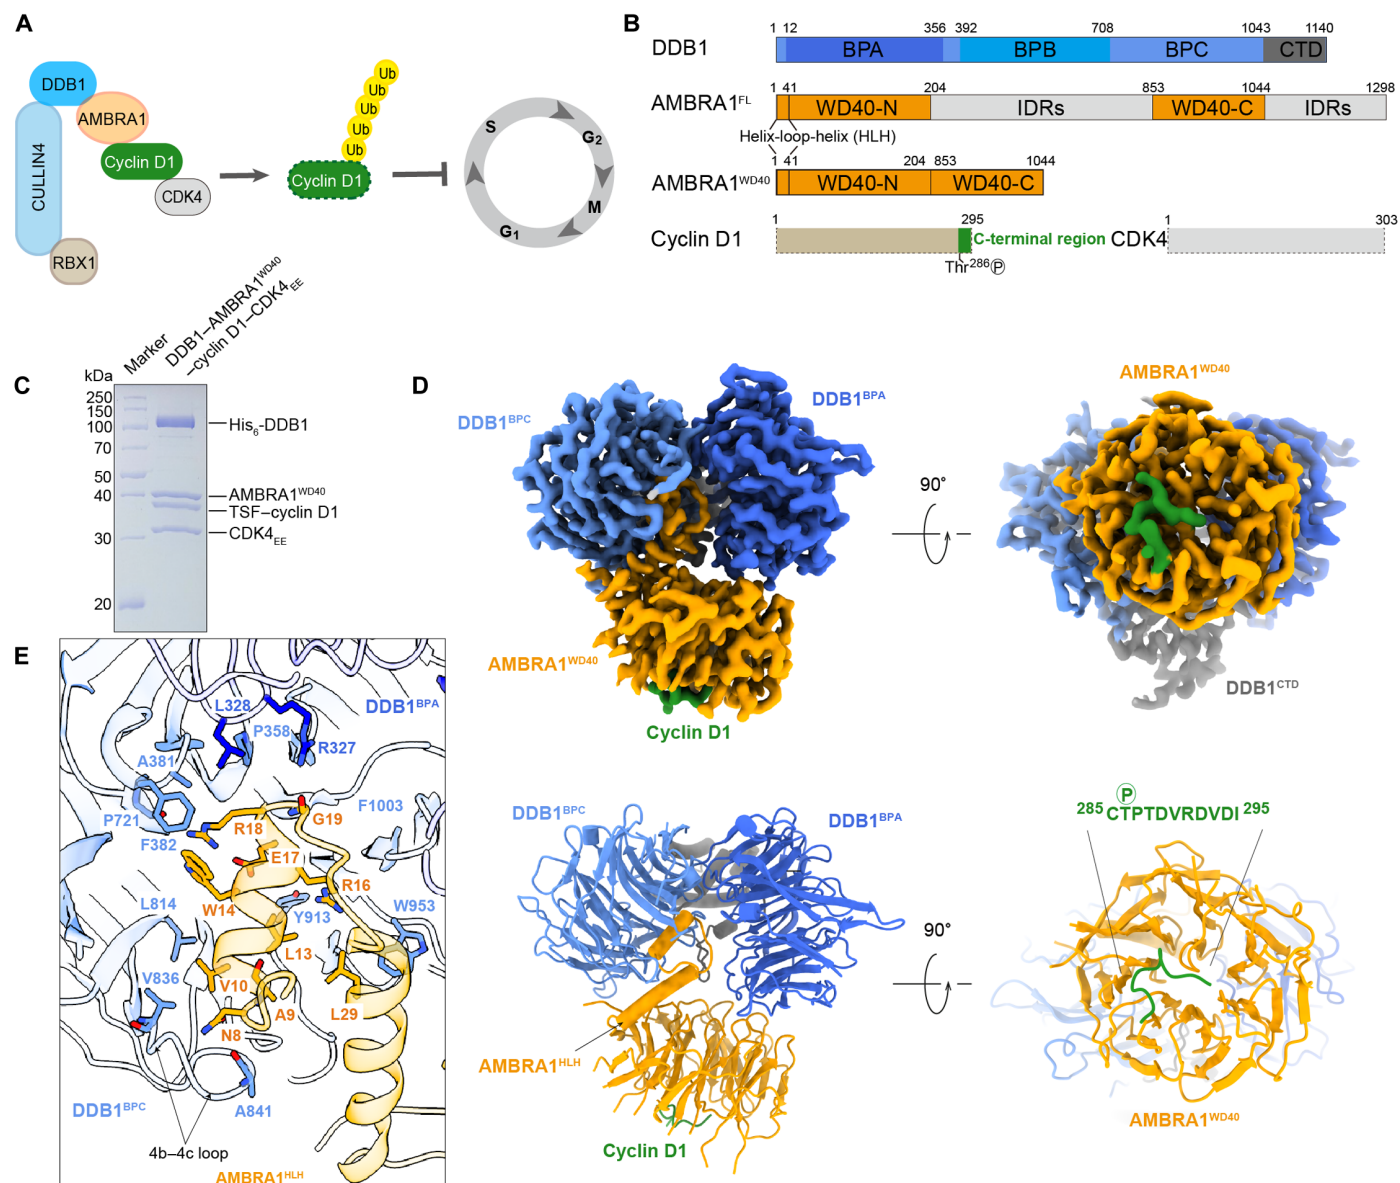 A
DDB1
AMBRA1
Cyclin D1
CDK4
CULLIN4
RBX1
Ub
Ub
Ub
Ub
Ub
Cyclin D1
S
G2
M
G1
B
1 12 356 392 708 1043 1140
DDB1 BPA BPB BPC CTD
1 41 204 853 1044 1298
AMBRA1FL WD40-N IDRs WD40-C IDRs
Helix-loop-helix (HLH)
1 41 204 853 1044
AMBRA1WD40 WD40-N WD40-C
1 295 1 303
Cyclin D1 C-terminal region CDK4
Thr286 P
C
Marker
DDB1–AMBRA1WD40
–cyclin D1–CDK4EE
kDa
250
150
100
70
50
40
30
20
His6-DDB1
AMBRA1WD40
TSF–cyclin D1
CDK4EE
D
DDB1BPC
DDB1BPA
AMBRA1WD40
Cyclin D1
90°
AMBRA1WD40
DDB1CTD
DDB1BPC
DDB1BPA
AMBRA1HLH
Cyclin D1
90°
P
285 CTPTDVRDVDI 295
AMBRA1WD40
E
DDB1BPA
L328
P358
R327
A381
P721
F382
F1003
G19
R18
E17
R16
W14
Y913
W953
L814
L13
V836
V10
A9
L29
N8
A841
DDB1BPC
4b–4c loop
AMBRA1HLH